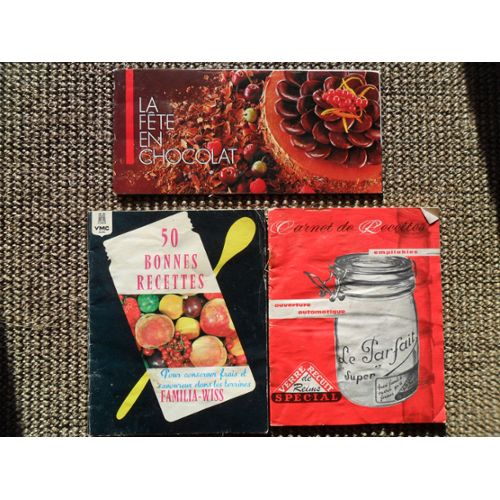 LA
FÊTE
EN
CHOCOLAT
VMC
50
BONNES
RECETTES
Pour conserver frais et
savoureux dans les terrines
FAMILIA-WISS
Carnet de Recettes
empilables
ouverture
automatique
Le Parfait
Super
VERRE RECUIT
de
Reims
SPECIAL